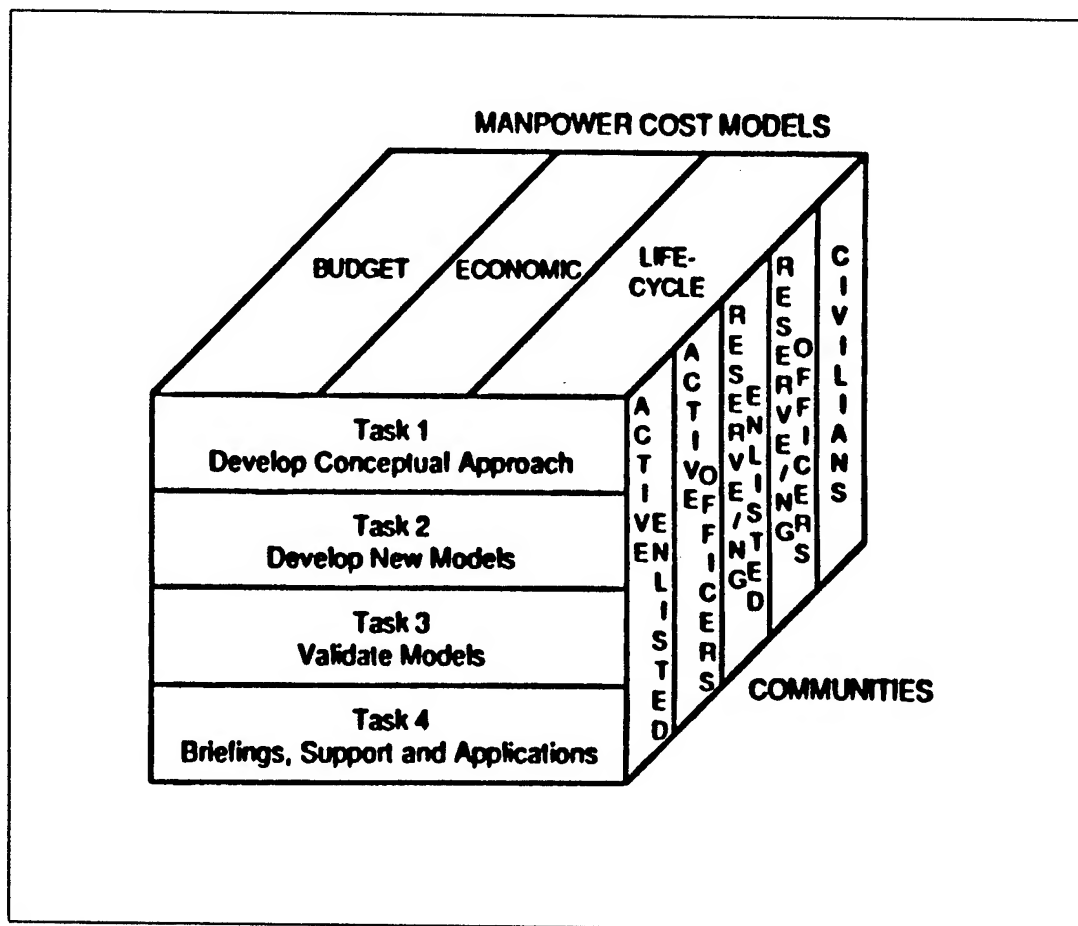 MANPOWER COST MODELS
BUDGET
ECONOMIC
LIFE-
CYCLE
Task 1
Develop Conceptual Approach
Task 2
Develop New Models
Task 3
Validate Models
Task 4
Briefings, Support and Applications
ACTIVE
ENLISTED
ACTIVE
OFFICERS
RESERVE/NG
ENLISTED
RESERVE/NG
OFFICERS
CIVILIANS
COMMUNITIES